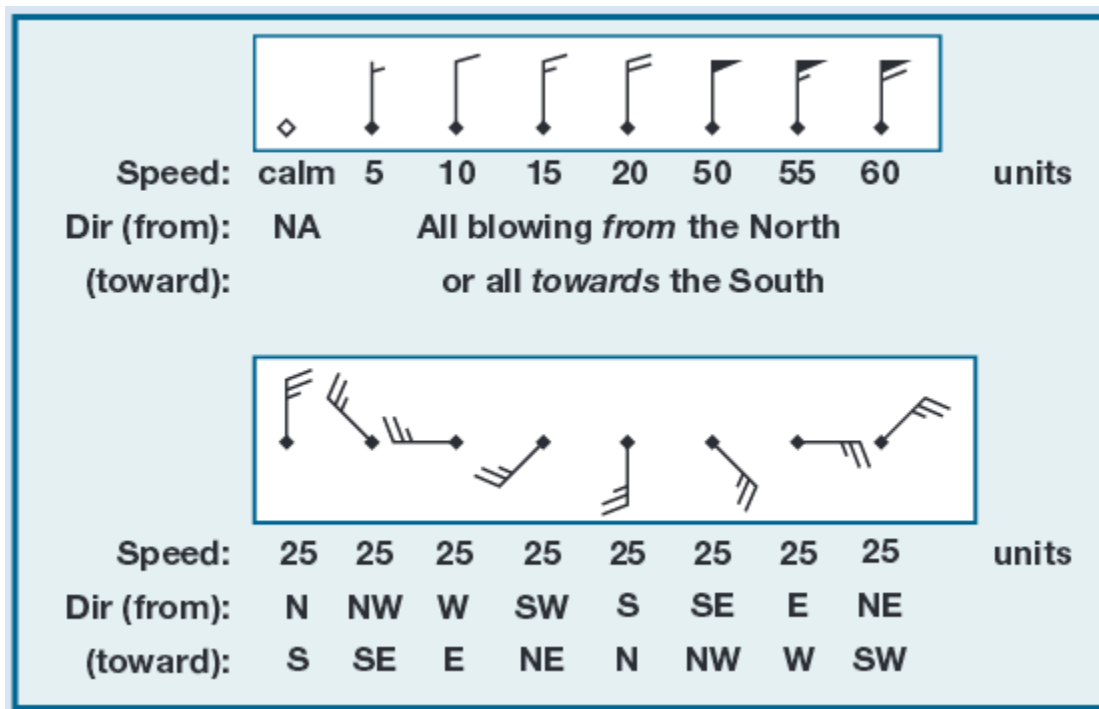 Speed: calm 5 10 15 20 50 55 60 units
Dir (from): NA All blowing from the North
(toward): or all towards the South
Speed: 25 25 25 25 25 25 25 25 units
Dir (from): N NW W SW S SE E NE
(toward): S SE E NE N NW W SW